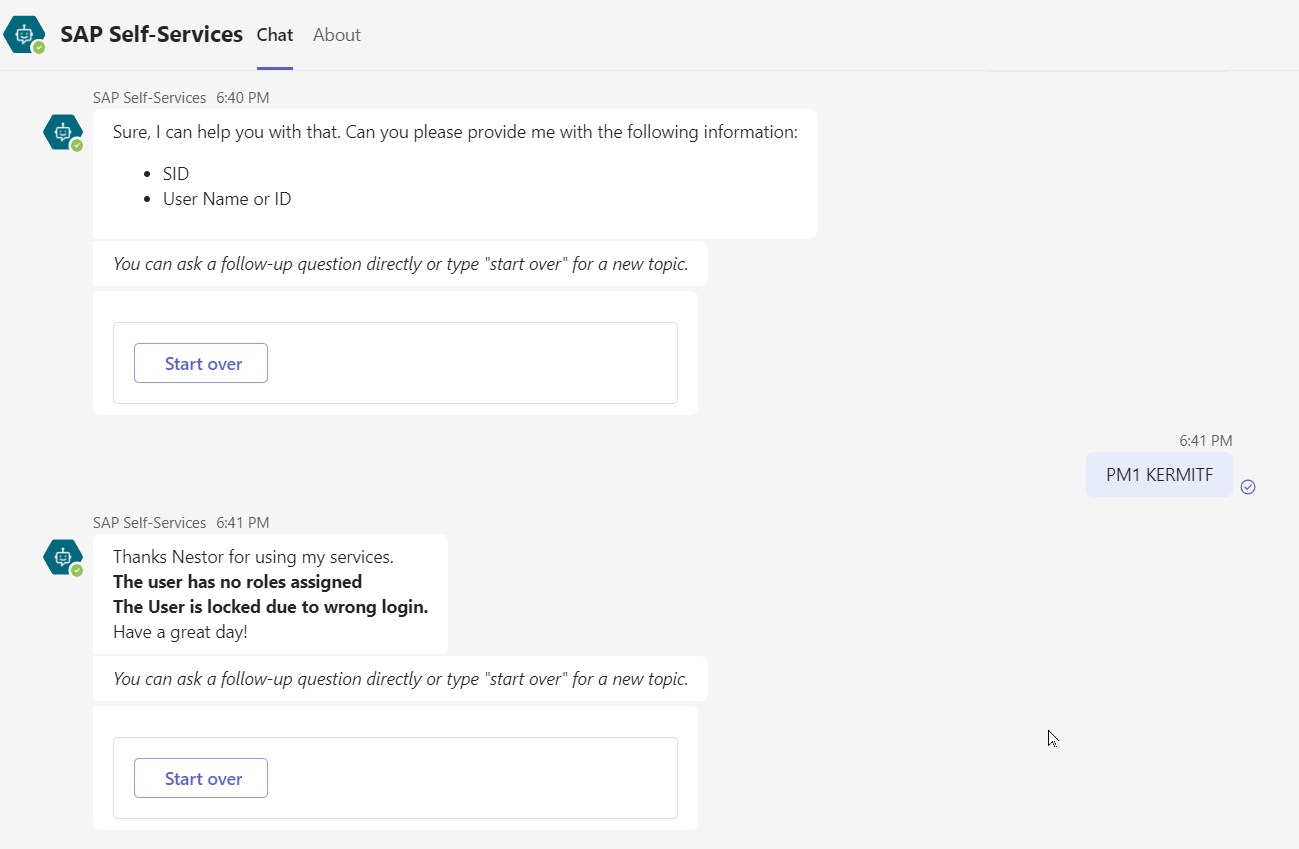 SAP Self-Services Chat About
SAP Self-Services 6:40 PM
Sure, I can help you with that. Can you please provide me with the following information:
• SID
• User Name or ID
You can ask a follow-up question directly or type "start over" for a new topic.
Start over
6:41 PM
PM1 KERMITF
SAP Self-Services 6:41 PM
Thanks Nestor for using my services.
The user has no roles assigned
The User is locked due to wrong login.
Have a great day!
You can ask a follow-up question directly or type "start over" for a new topic.
Start over